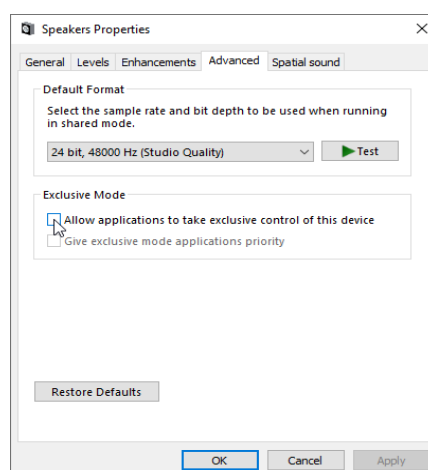 Speakers Properties
General Levels Enhancements Advanced Spatial sound
Default Format
Select the sample rate and bit depth to be used when running
in shared mode.
24 bit, 48000 Hz (Studio Quality) Test
Exclusive Mode
Allow applications to take exclusive control of this device
Give exclusive mode applications priority
Restore Defaults
OK Cancel Apply